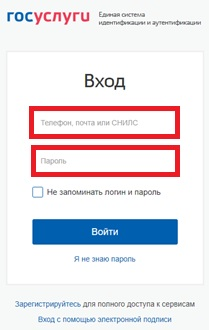 госуслуги
Единая система
идентификации и аутентификации
Вход
Телефон, почта или СНИЛС
Пароль
Не запоминать логин и пароль
Войти
Я не знаю пароль
Зарегистрируйтесь для полного доступа к сервисам
Вход с помощью электронной подписи